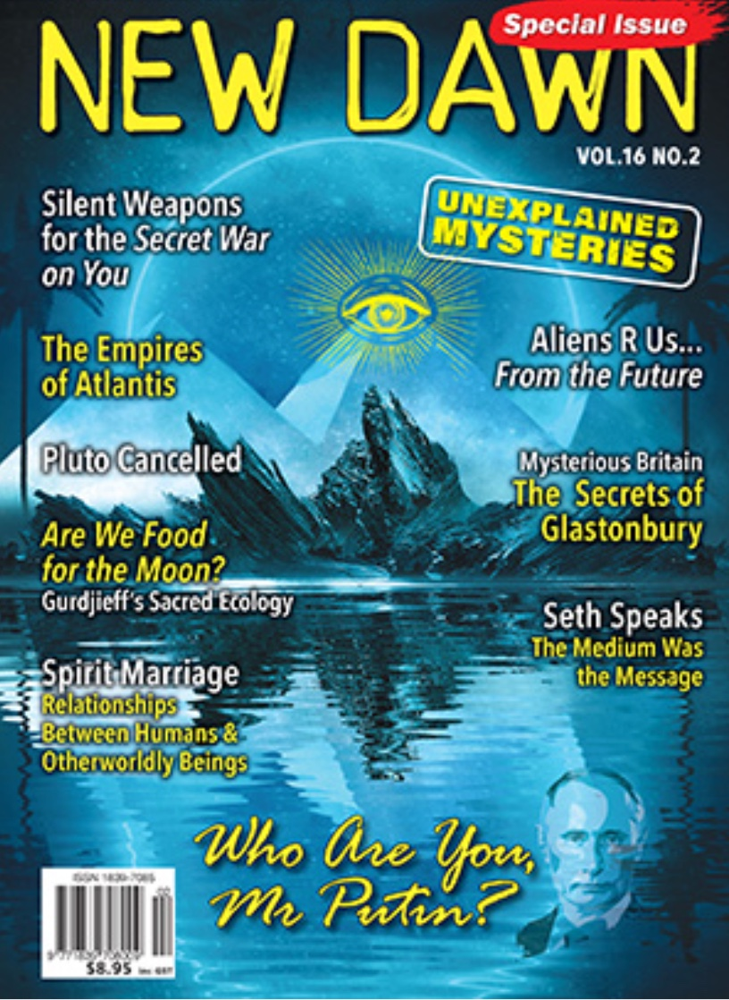 Special Issue
NEW DAWN
VOL.16 NO.2
UNEXPLAINED
MYSTERIES
Silent Weapons
for the Secret War
on You
The Empires
of Atlantis
Pluto Cancelled
Are We Food
for the Moon?
Gurdjieff's Sacred Ecology
Spirit Marriage
Relationships
Between Humans &
Otherworldly Beings
Aliens R Us...
From the Future
Mysterious Britain
The Secrets of
Glastonbury
Seth Speaks
The Medium Was
the Message
Who Are You,
Mr Putin?
ISSN 1839-7085
02
$8.95 inc GST